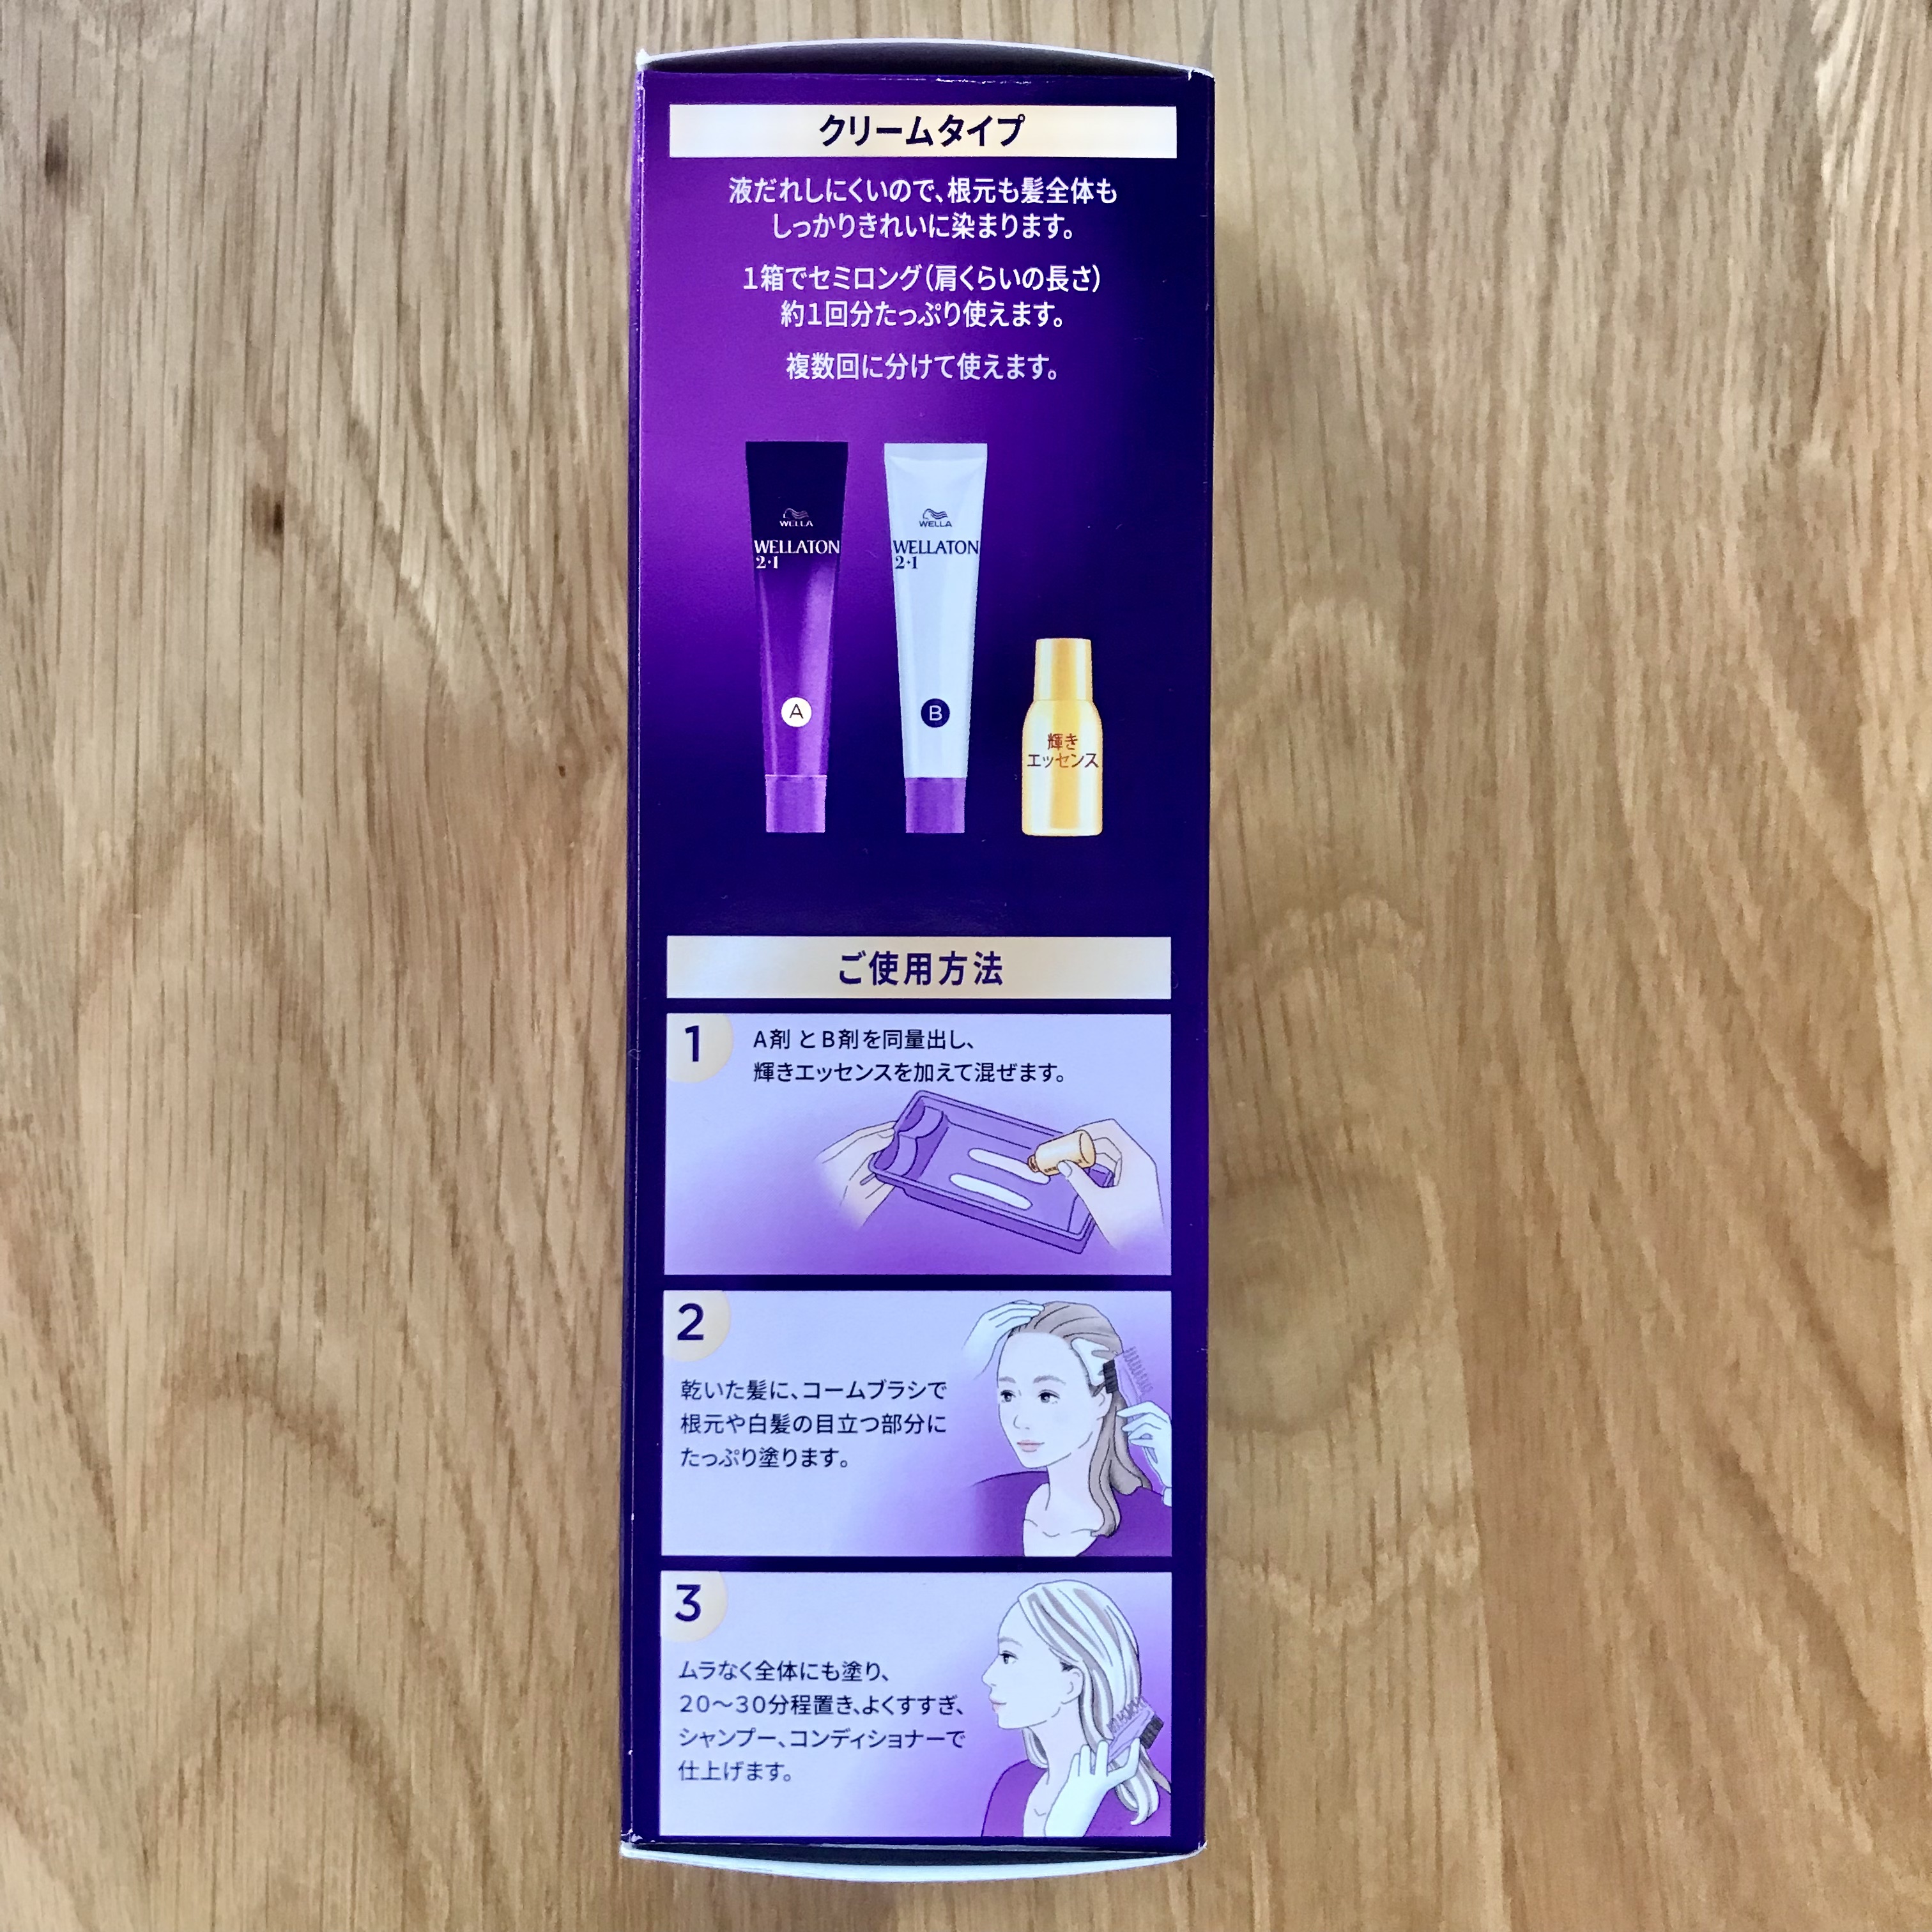 クリームタイプ
液だれしにくいので、根元も髪全体も
しっかりきれいに染まります。
1箱でセミロング(肩くらいの長さ)
約1回分たっぷり使えます。
複数回に分けて使えます。
WELLA
WELLATON
2·1
A
WELLA
WELLATON
2·1
B
輝き
エッセンス
ご使用方法
1
A剤 とB剤を同量出し、
輝きエッセンスを加えて混ぜます。
2
乾いた髪に、コームブラシで
根元や白髪の目立つ部分に
たっぷり塗ります。
3
ムラなく全体にも塗り、
20〜30分程置き、よくすすぎ、
シャンプー、コンディショナーで
仕上げます。